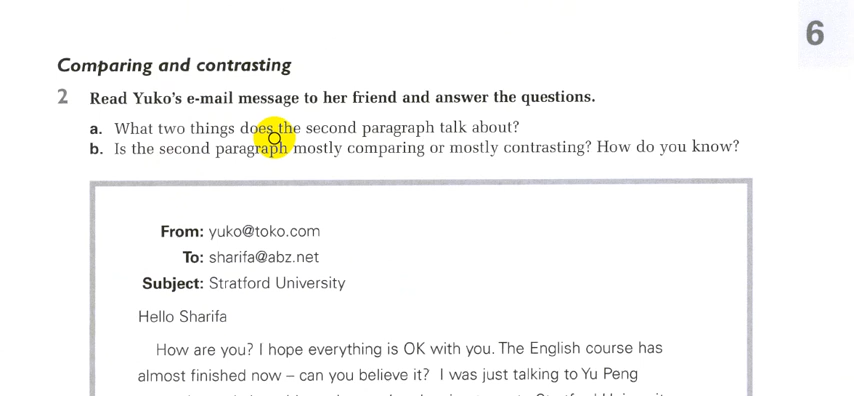 6
Comparing and contrasting
2 Read Yuko's e-mail message to her friend and answer the questions.
a. What two things does the second paragraph talk about?
b. Is the second paragraph mostly comparing or mostly contrasting? How do you know?
From: yuko@toko.com
To: sharifa@abz.net
Subject: Stratford University
Hello Sharifa
How are you? I hope everything is OK with you. The English course has
almost finished now – can you believe it? I was just talking to Yu Peng